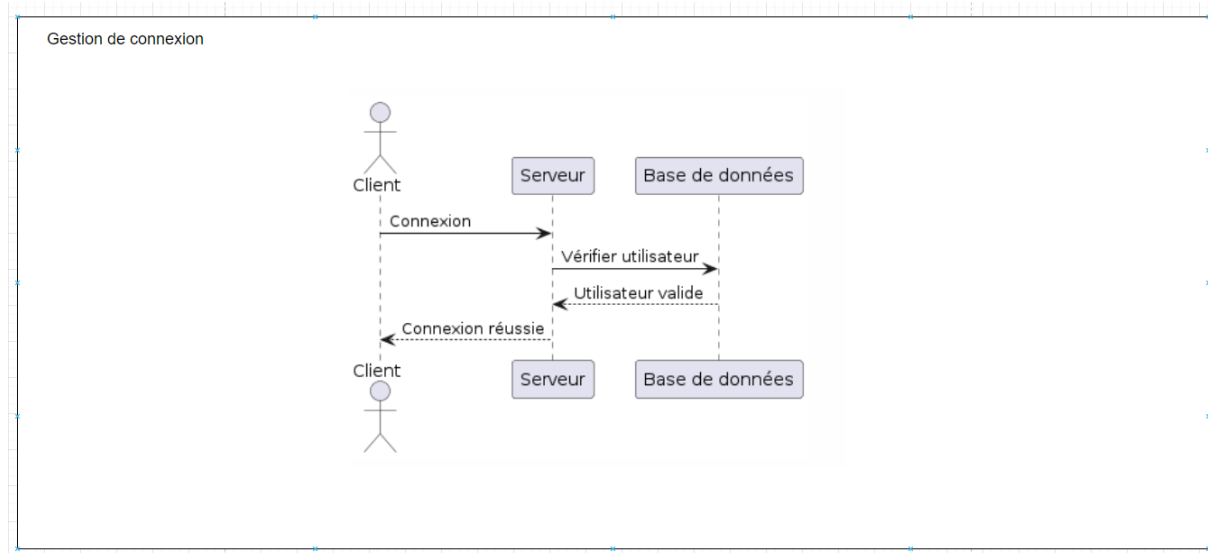 Gestion de connexion
Client
Serveur
Base de données
Connexion
Vérifier utilisateur
Utilisateur valide
Connexion réussie
Client
Serveur
Base de données